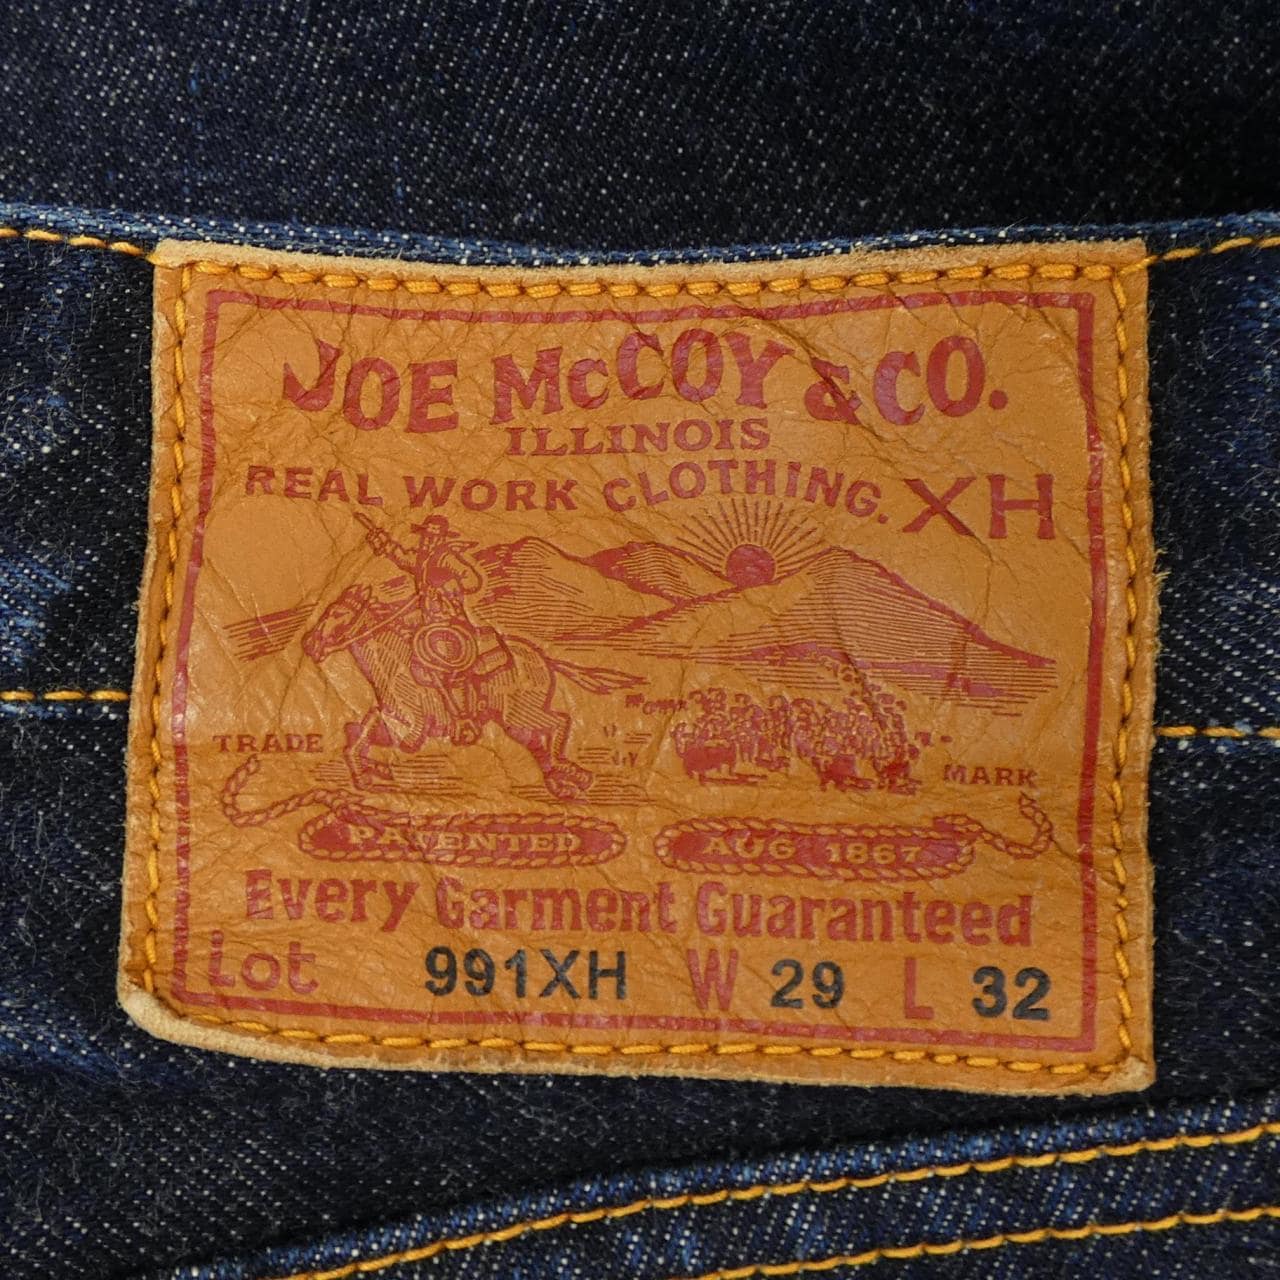 JOE McCOY & CO.
ILLINOIS
REAL WORK CLOTHING. XH
TRADE MARK
PATENTED AUG 1867
Every Garment Guaranteed
Lot 991XH W 29 L 32